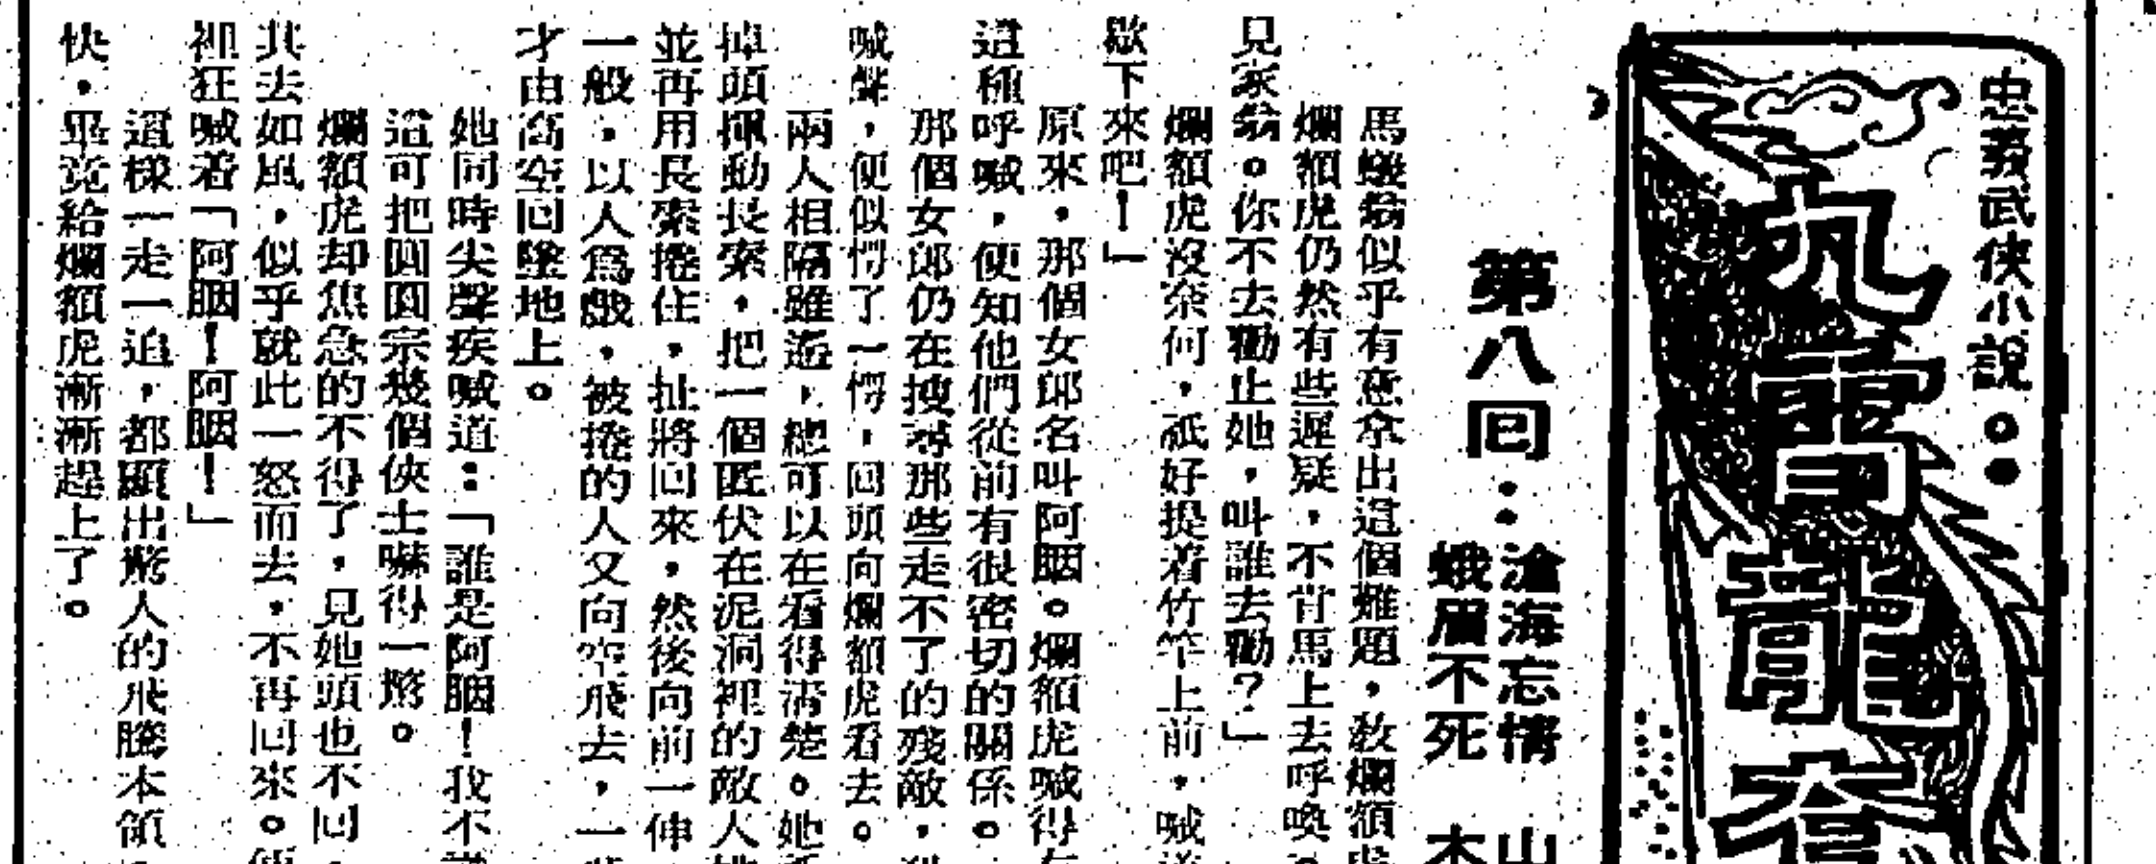 忠義武俠小說
第八回：
滄海忘情 山
蛾眉不死 木
馬蟻翁似乎有意拿出這個難題，教爛額虎
爛額虎仍然有些遲疑，不肯馬上去呼喚。
見家翁。你不去勸止她，叫誰去勸？」
爛額虎沒奈何，祗好提着竹竿上前，喊道
歇下來吧！」
原來，那個女郎名叫阿胭。爛額虎喊得
這種呼喊，便知他們從前有很密切的關係。
那個女郎仍在搜尋那些走不了的殘敵，
喊聲，便似愕了一愕，回頭向爛額虎看去。
兩人相隔雖遠，總可以在看得清楚。她
掉頭揮動長索，把一個匿伏在泥洞裡的敵人
並再用長索捲住，扯將回來，然後向前一伸
一般，以人爲戲，被捲的人又向空飛去，一
才由高空回墜地上。
她同時尖聲疾喊道：「誰是阿胭！我不
這可把圓圓宗幾個俠士嚇得一驚。
爛額虎却焦急的不得了，見她頭也不回，
其去如風，似乎就此一怒而去，不再回來。
裡狂喊着「阿胭！阿胭！」
這樣一走一追，都顯出驚人的飛騰本領，
快，畢竟給爛額虎漸漸趕上了。